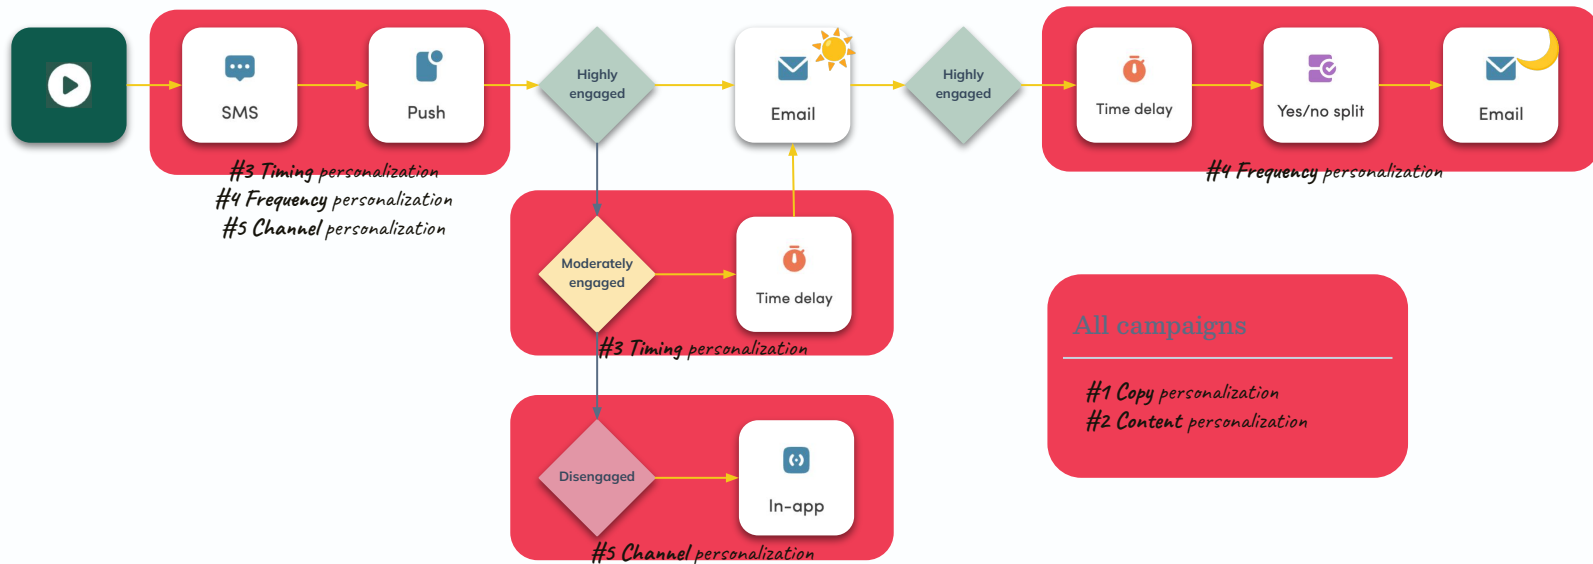 SMS
Push
#3 Timing personalization
#4 Frequency personalization
#5 Channel personalization
Highly
engaged
Email
Highly
engaged
Time delay
Yes/no split
Email
#4 Frequency personalization
Moderately
engaged
Time delay
#3 Timing personalization
Disengaged
In-app
#5 Channel personalization
All campaigns
#1 Copy personalization
#2 Content personalization